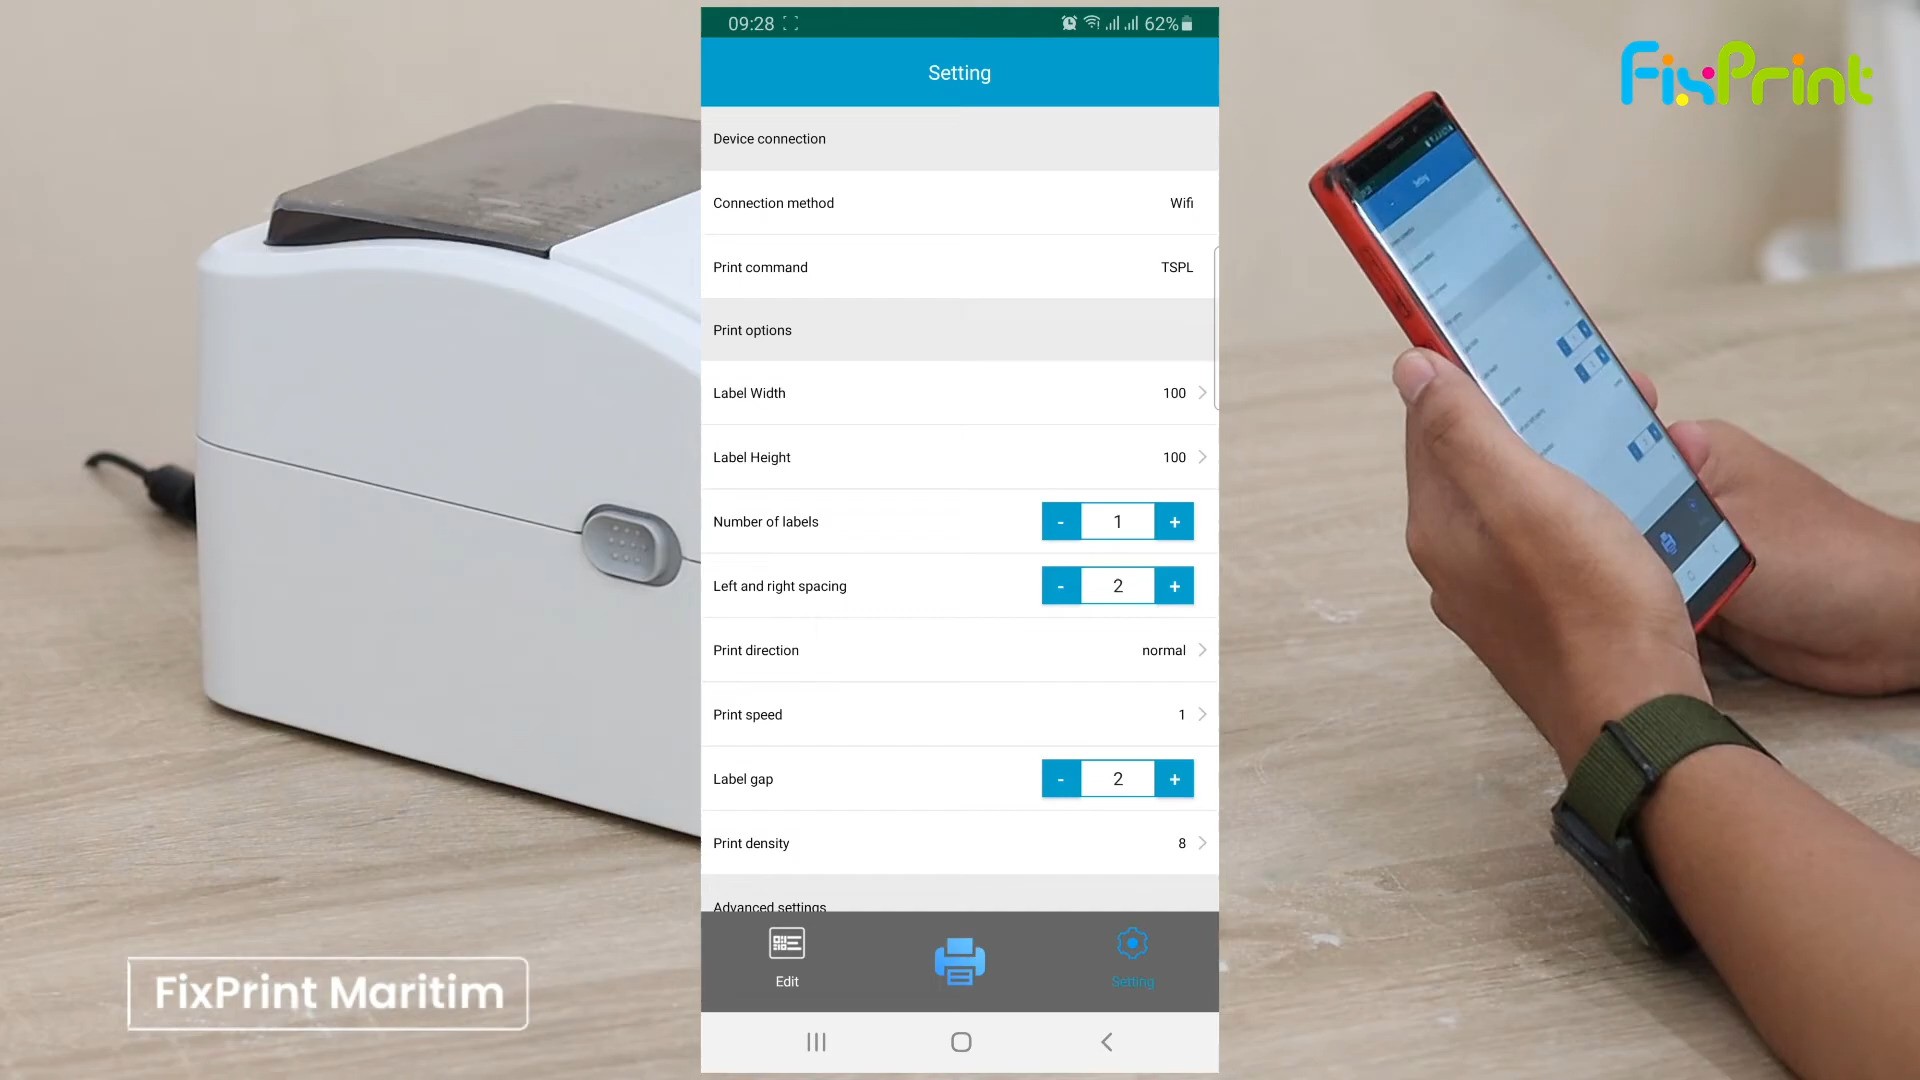 09:28
62%
Setting
FixPrint
Device connection
Connection method
Wifi
Print command
TSPL
Print options
Label Width
100
Label Height
100
Number of labels
- 1 +
Left and right spacing
- 2 +
Print direction
normal
Print speed
1
Label gap
- 2 +
Print density
8
Advanced settings
Edit
Setting
FixPrint Maritim